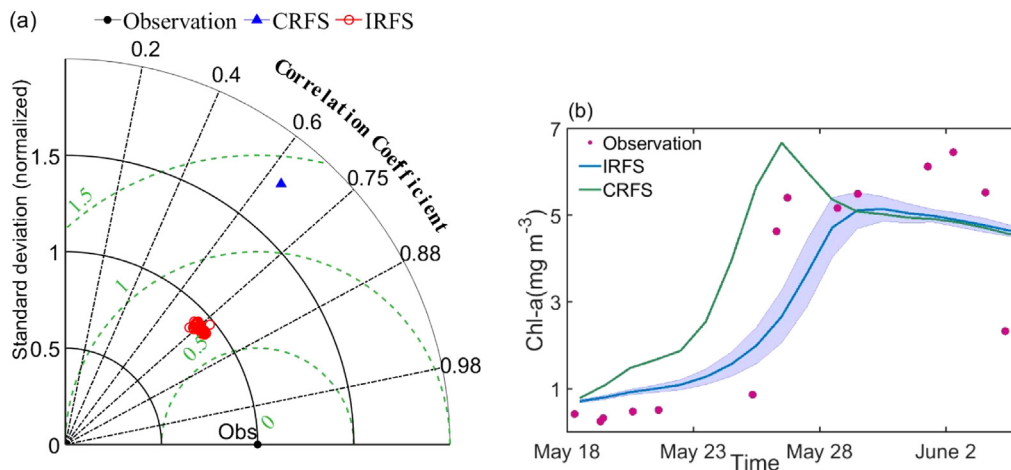 (a)
Observation CRFS IRFS
Standard deviation (normalized)
Correlation Coefficient
0.2
0.4
0.6
0.75
0.88
0.98
1.5
1
0.5
0
1.5
1
0.5
0
Obs
(b)
Observation
IRFS
CRFS
Chl-a(mg m-3)
7
5
3
1
May 18 May 23 May 28 June 2
Time